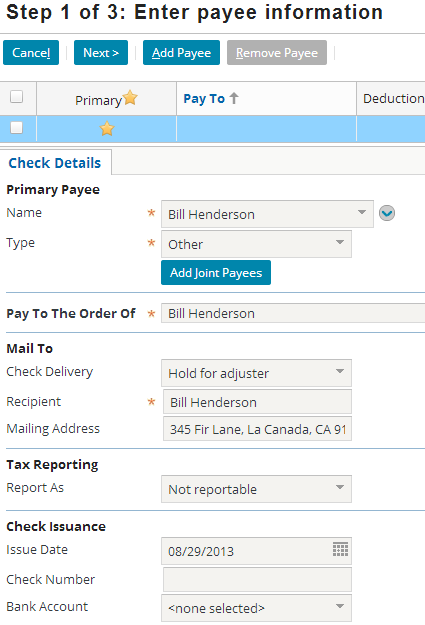 Step 1 of 3: Enter payee information
Cancel Next > Add Payee Remove Payee
Primary Pay To Deduction
Check Details
Primary Payee
Name * Bill Henderson
Type * Other
Add Joint Payees
Pay To The Order Of * Bill Henderson
Mail To
Check Delivery Hold for adjuster
Recipient * Bill Henderson
Mailing Address 345 Fir Lane, La Canada, CA 91
Tax Reporting
Report As Not reportable
Check Issuance
Issue Date 08/29/2013
Check Number
Bank Account <none selected>